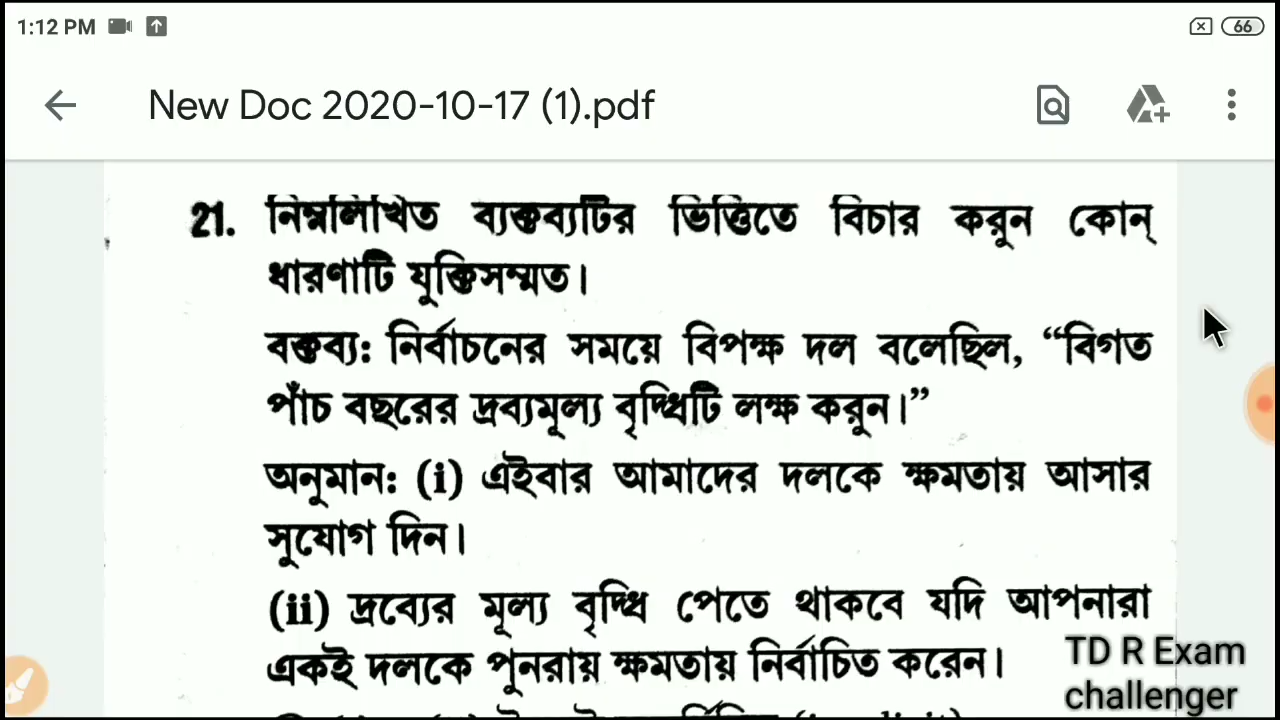 1:12 PM
66
New Doc 2020-10-17 (1).pdf
21. নিম্নলিখিত ব্যক্তব্যটির ভিত্তিতে বিচার করুন কোন্
ধারণাটি যুক্তিসম্মত।
বক্তব্য: নির্বাচনের সময়ে বিপক্ষ দল বলেছিল, “বিগত
পাঁচ বছরের দ্রব্যমূল্য বৃদ্ধিটি লক্ষ করুন।”
অনুমান: (i) এইবার আমাদের দলকে ক্ষমতায় আসার
সুযোগ দিন।
(ii) দ্রব্যের মূল্য বৃদ্ধি পেতে থাকবে যদি আপনারা
একই দলকে পুনরায় ক্ষমতায় নির্বাচিত করেন।
TD R Exam
challenger